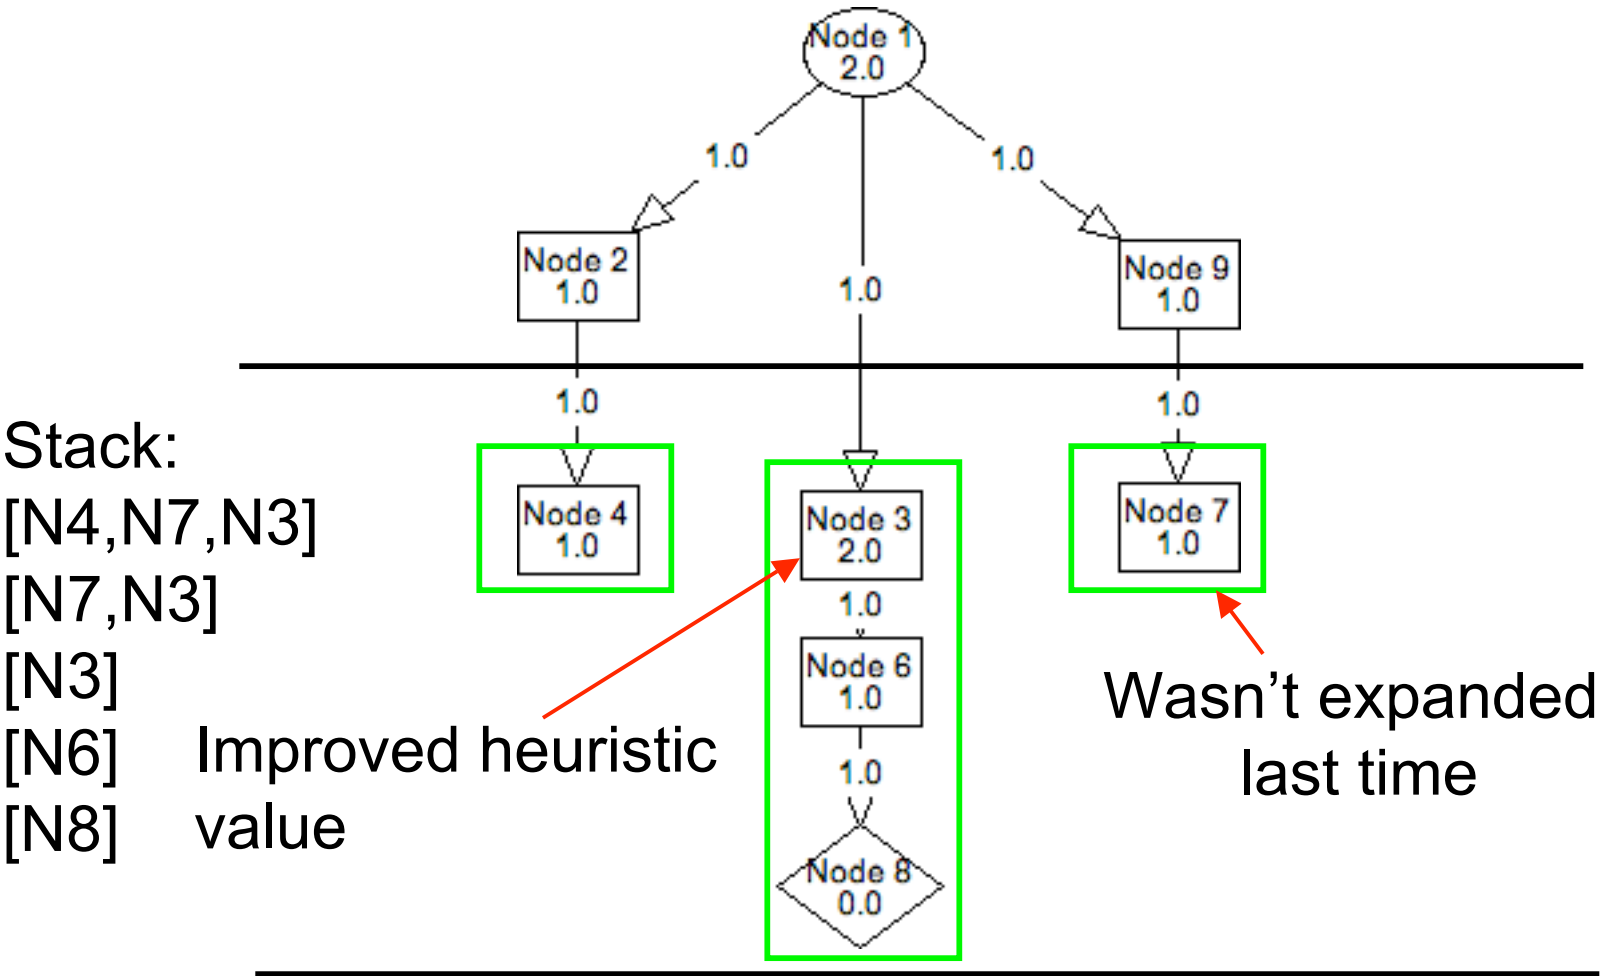 Node 1
2.0
1.0
1.0
Node 2
1.0
Node 9
1.0
1.0
1.0
1.0
Stack:
[N4,N7,N3]
[N7,N3]
[N3]
[N6]
[N8]
Node 4
1.0
Node 3
2.0
Node 7
1.0
1.0
Node 6
1.0
1.0
Node 8
0.0
Improved heuristic
value
Wasn’t expanded
last time